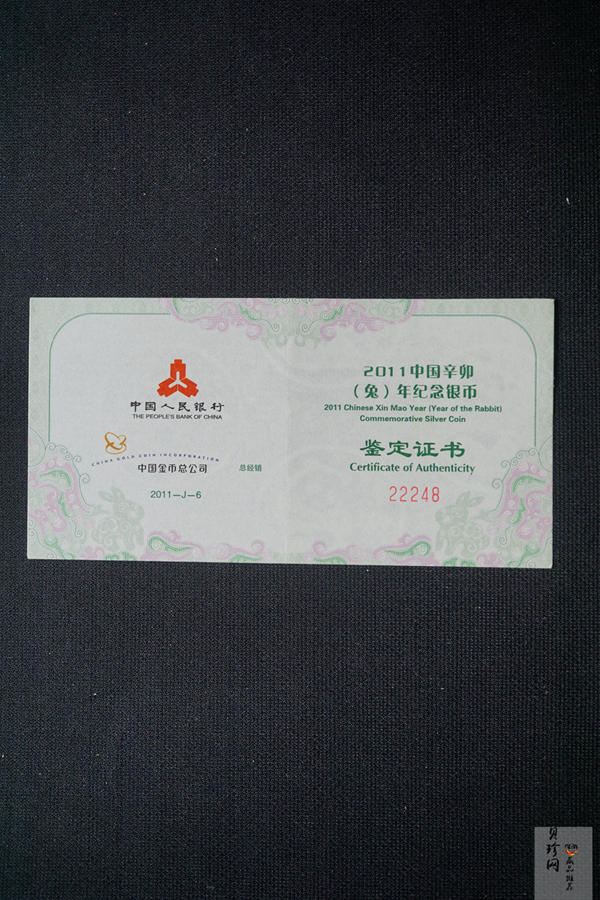 中国人民银行
THE PEOPLE'S BANK OF CHINA
CHINA GOLD COIN INCORPORATION
中国金币总公司 总经销
2011—J—6
2011中国辛卯
（兔）年纪念银币
2011 Chinese Xin Mao Year (Year of the Rabbit)
Commemorative Silver Coin
鉴定证书
Certificate of Authenticity
22248
贝珍网